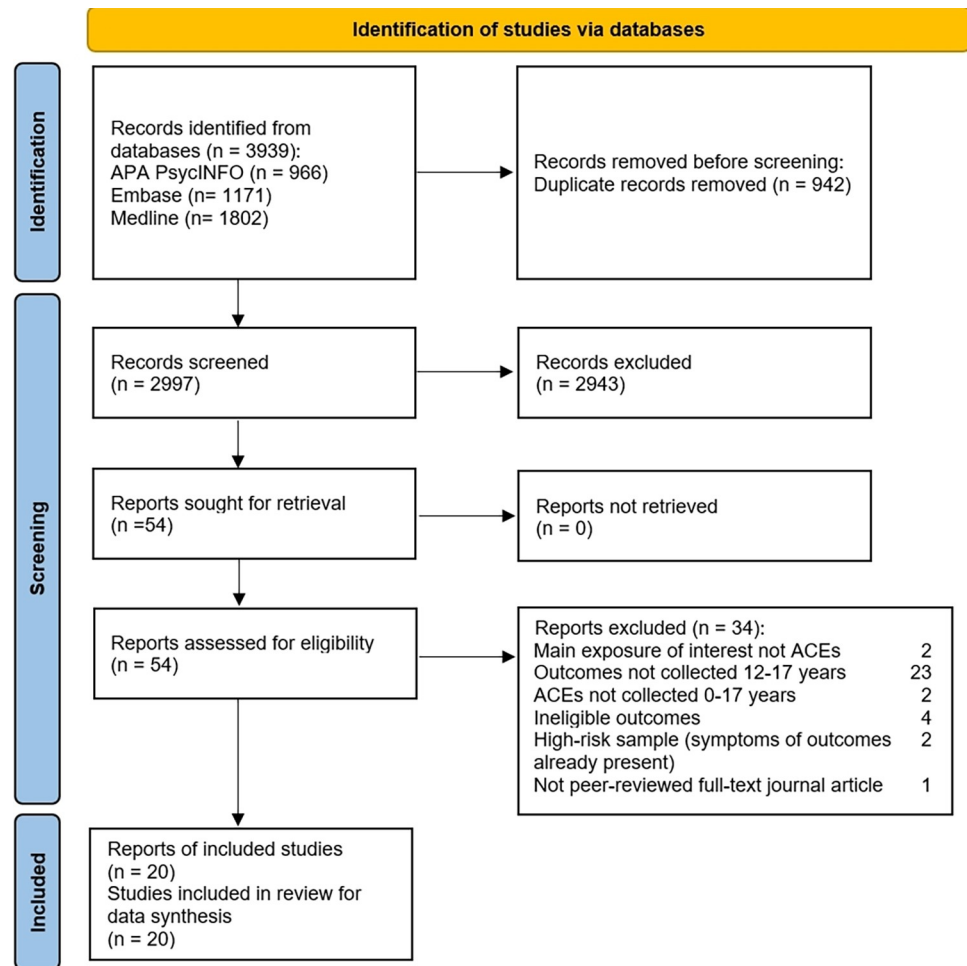 Identification of studies via databases
Identification
Records identified from
databases (n = 3939):
APA PsycINFO (n = 966)
Embase (n= 1171)
Medline (n= 1802)
Records removed before screening:
Duplicate records removed (n = 942)
Screening
Records screened
(n = 2997)
Records excluded
(n = 2943)
Reports sought for retrieval
(n =54)
Reports not retrieved
(n = 0)
Reports assessed for eligibility
(n = 54)
Reports excluded (n = 34):
Main exposure of interest not ACEs 2
Outcomes not collected 12-17 years 23
ACEs not collected 0-17 years 2
Ineligible outcomes 4
High-risk sample (symptoms of outcomes 2
already present)
Not peer-reviewed full-text journal article 1
Included
Reports of included studies
(n = 20)
Studies included in review for
data synthesis
(n = 20)